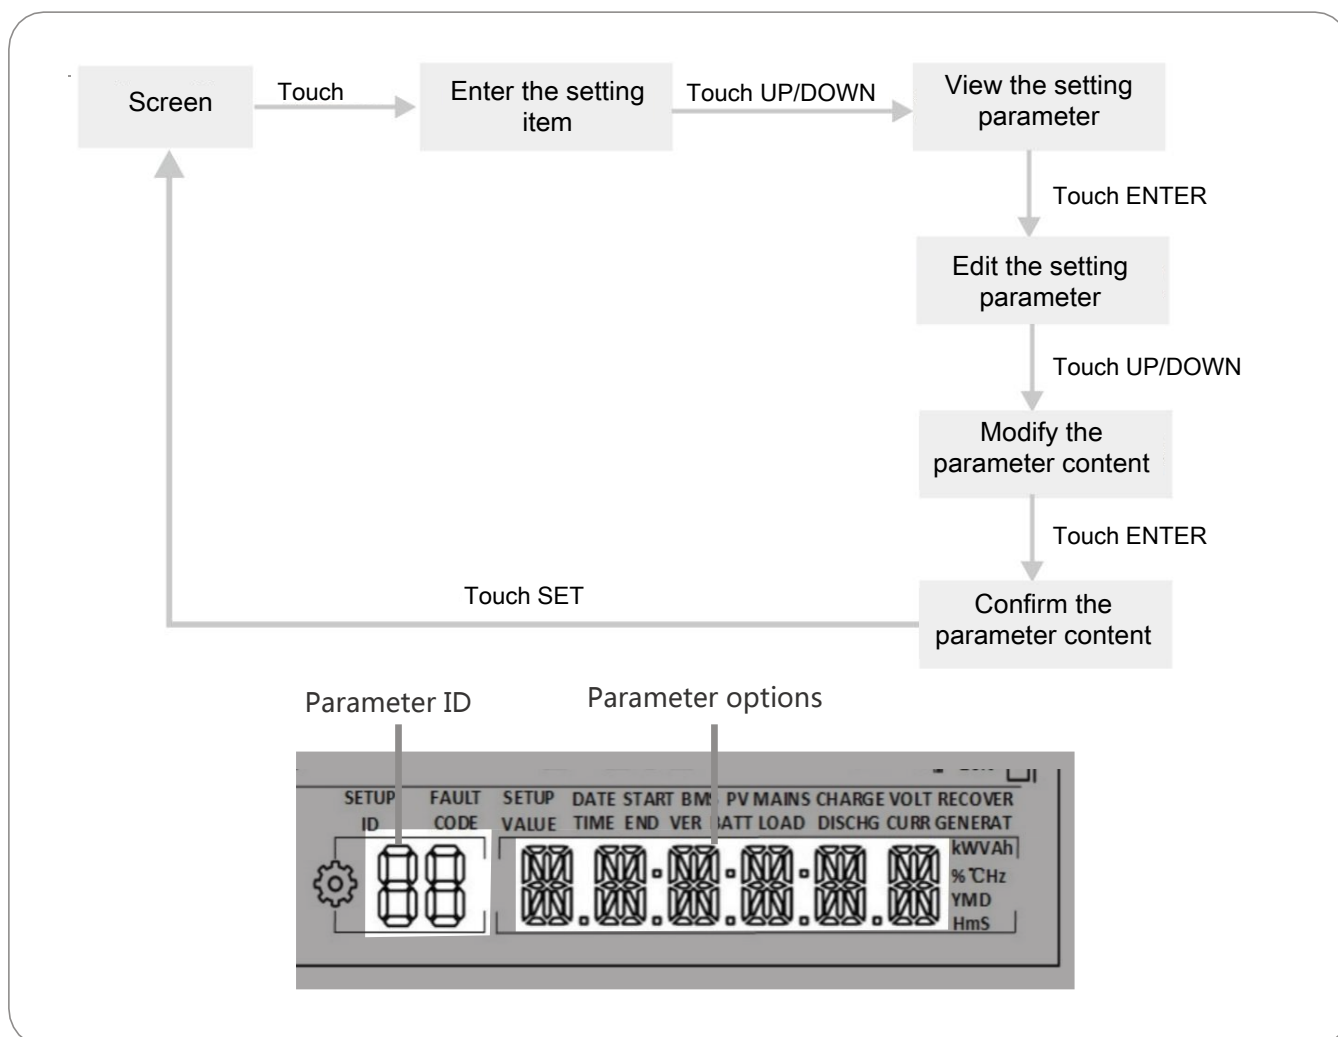 Screen
Touch
Enter the setting
item
Touch UP/DOWN
View the setting
parameter
Touch ENTER
Edit the setting
parameter
Touch UP/DOWN
Modify the
parameter content
Touch ENTER
Confirm the
parameter content
Touch SET
Parameter ID
Parameter options
SETUP FAULT SETUP DATE START BMS PV MAINS CHARGE VOLT RECOVER
ID CODE VALUE TIME END VER BATT LOAD DISCHG CURR GENERAT
kWVAh
% ℃Hz
YMD
HmS